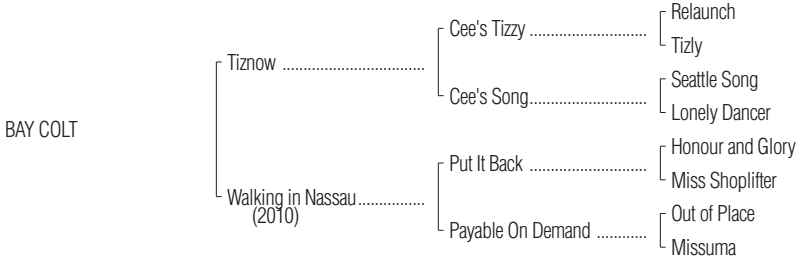 Relaunch
Cee's Tizzy ............................
Tizly
Tiznow ..................................
Seattle Song
Cee's Song............................
Lonely Dancer
BAY COLT
Honour and Glory
Put It Back ............................
Miss Shoplifter
Walking in Nassau................
(2010)
Out of Place
Payable On Demand ............
Missuma